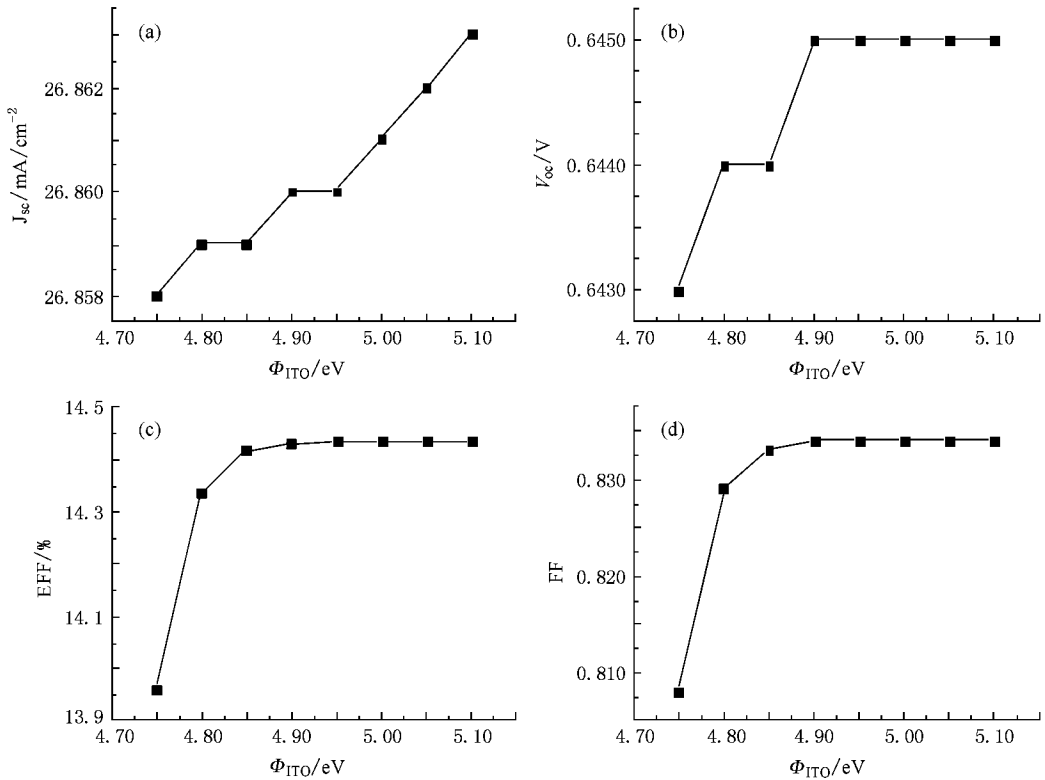 (a)
26.862
26.860
26.858
J_sc/mA/cm⁻²
4.70 4.80 4.90 5.00 5.10
Φ_ITO/eV
(b)
0.6450
0.6440
0.6430
V_oc/V
4.70 4.80 4.90 5.00 5.10
Φ_ITO/eV
(c)
14.5
14.3
14.1
13.9
EFF/%
4.70 4.80 4.90 5.00 5.10
Φ_ITO/eV
(d)
0.830
0.820
0.810
FF
4.70 4.80 4.90 5.00 5.10
Φ_ITO/eV